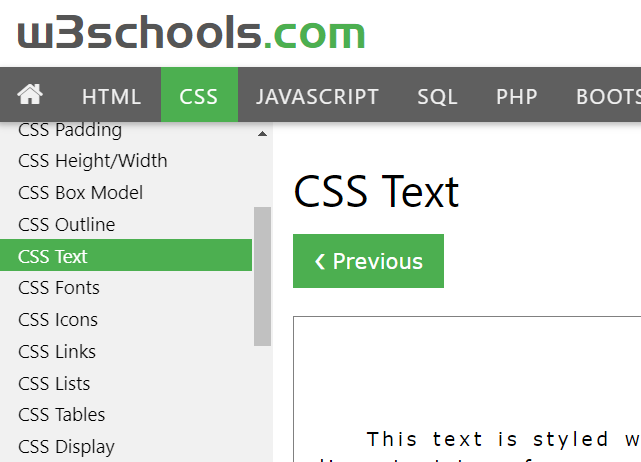 w3schools.com
HTML CSS JAVASCRIPT SQL PHP BOOTS
CSS Padding
CSS Height/Width
CSS Box Model
CSS Outline
CSS Text
CSS Fonts
CSS Icons
CSS Links
CSS Lists
CSS Tables
CSS Display
CSS Text
❮ Previous
This text is styled w